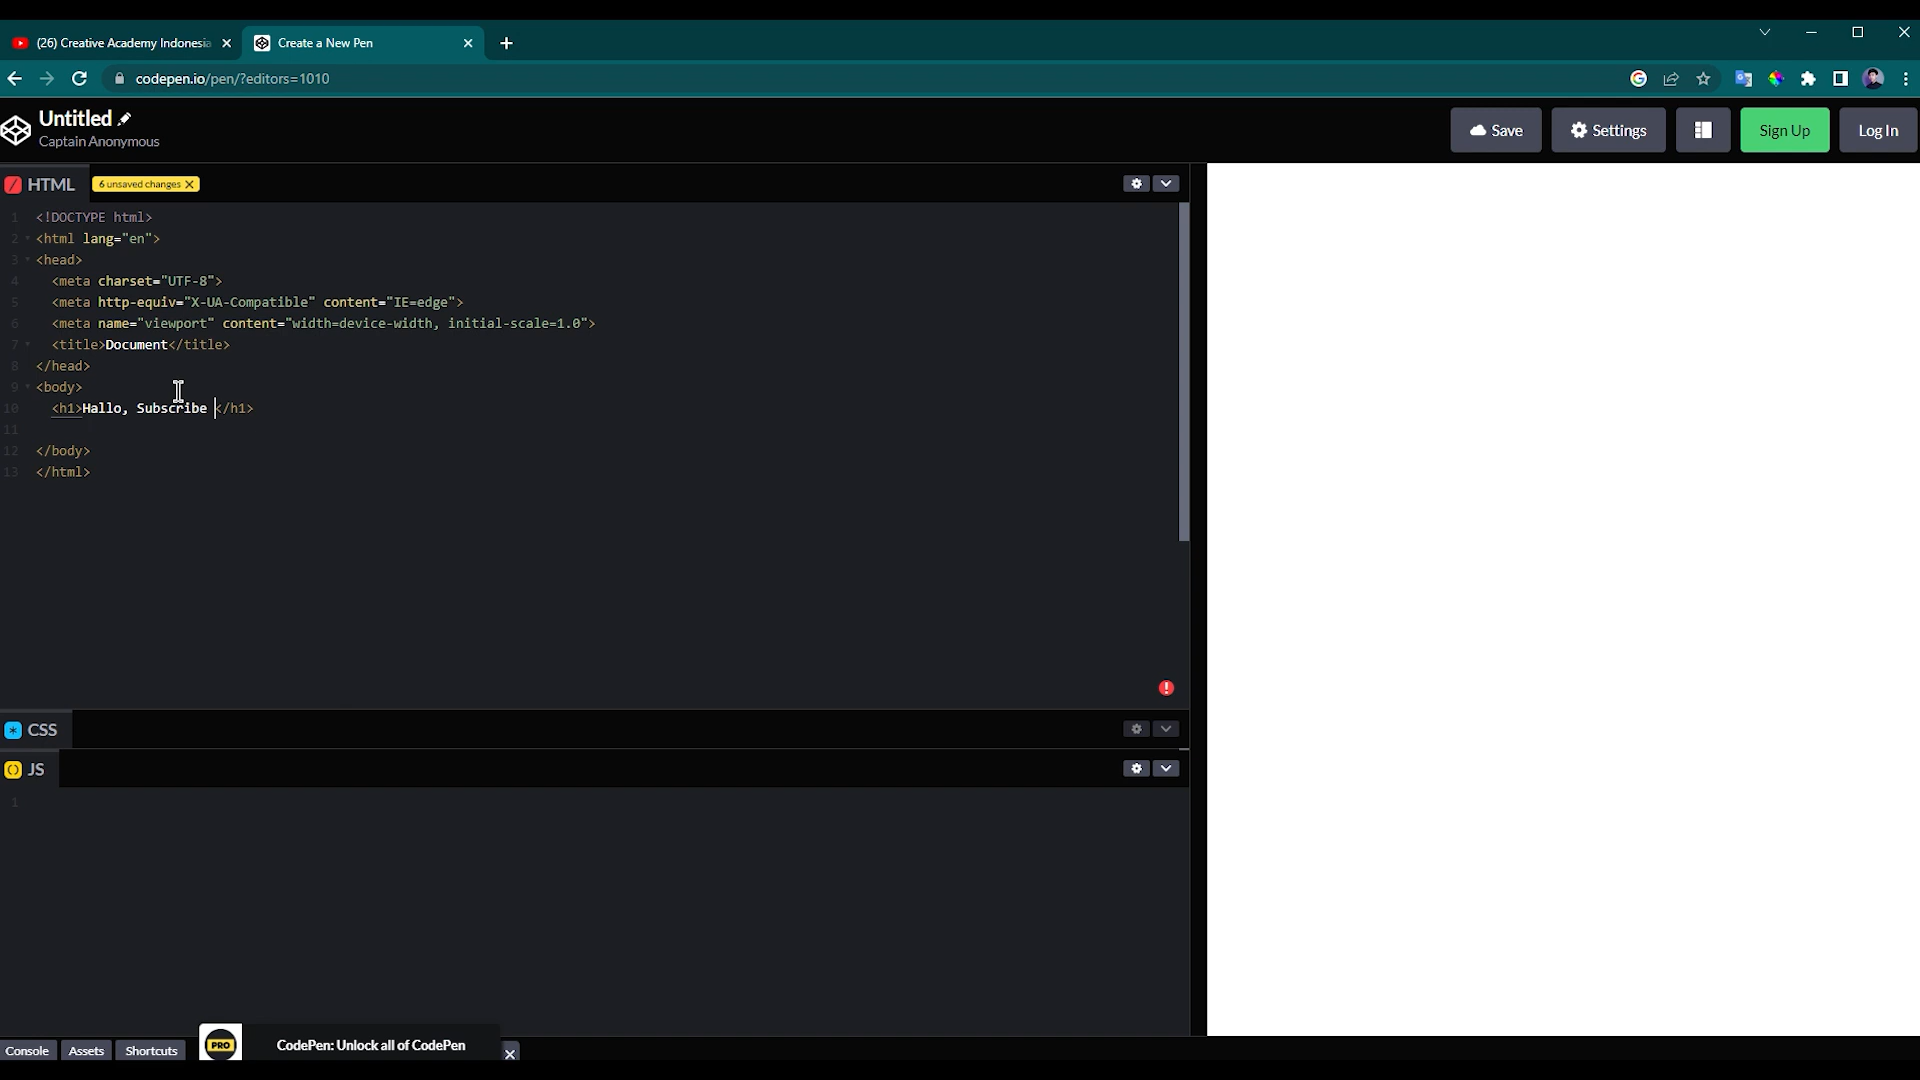 (26) Creative Academy Indonesia
Create a New Pen
codepen.io/pen/?editors=1010
Untitled
Captain Anonymous
Save
Settings
Sign Up
Log In
HTML
6 unsaved changes
1 <!DOCTYPE html>
2 <html lang="en">
3 <head>
4 <meta charset="UTF-8">
5 <meta http-equiv="X-UA-Compatible" content="IE=edge">
6 <meta name="viewport" content="width=device-width, initial-scale=1.0">
7 <title>Document</title>
8 </head>
9 <body>
10 <h1>Hallo, Subscribe </h1>
11
12 </body>
13 </html>
CSS
JS
1
Console
Assets
Shortcuts
PRO
CodePen: Unlock all of CodePen